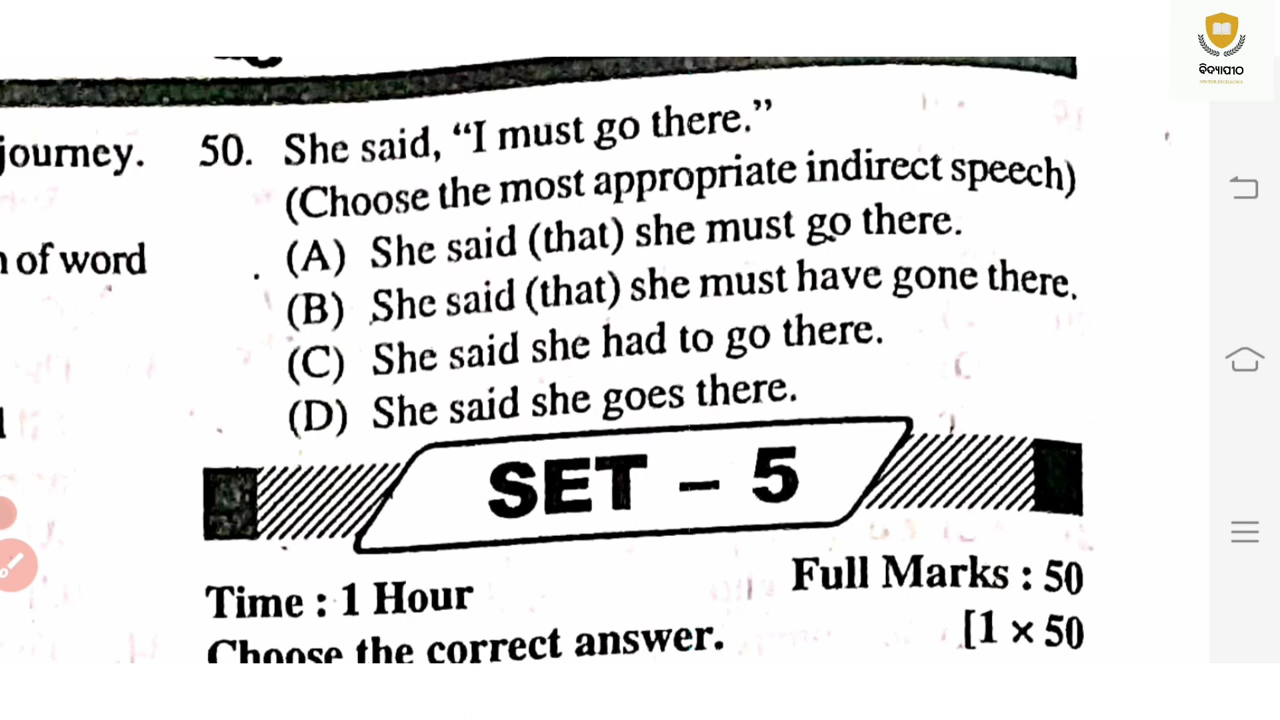 ବିଦ୍ୟାପୀଠ
journey.
of word
50. She said, “I must go there.”
(Choose the most appropriate indirect speech)
(A) She said (that) she must go there.
(B) She said (that) she must have gone there.
(C) She said she had to go there.
(D) She said she goes there.
SET – 5
Time : 1 Hour
Full Marks : 50
Choose the correct answer.
[1 × 50